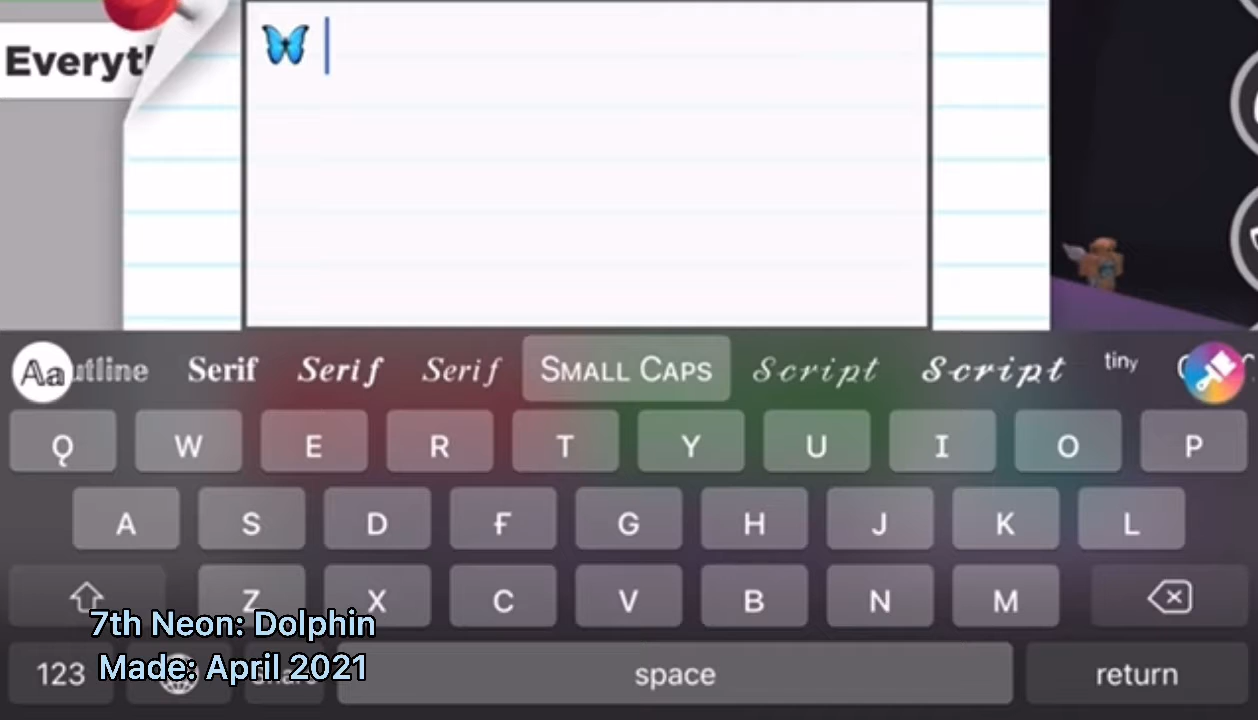 Everyt
🦋
Aa utline Serif Serif Serif SMALL CAPS Script Script tiny
Q W E R T Y U I O P
A S D F G H J K L
Z X C V B N M
7th Neon: Dolphin
Made: April 2021
123 space return